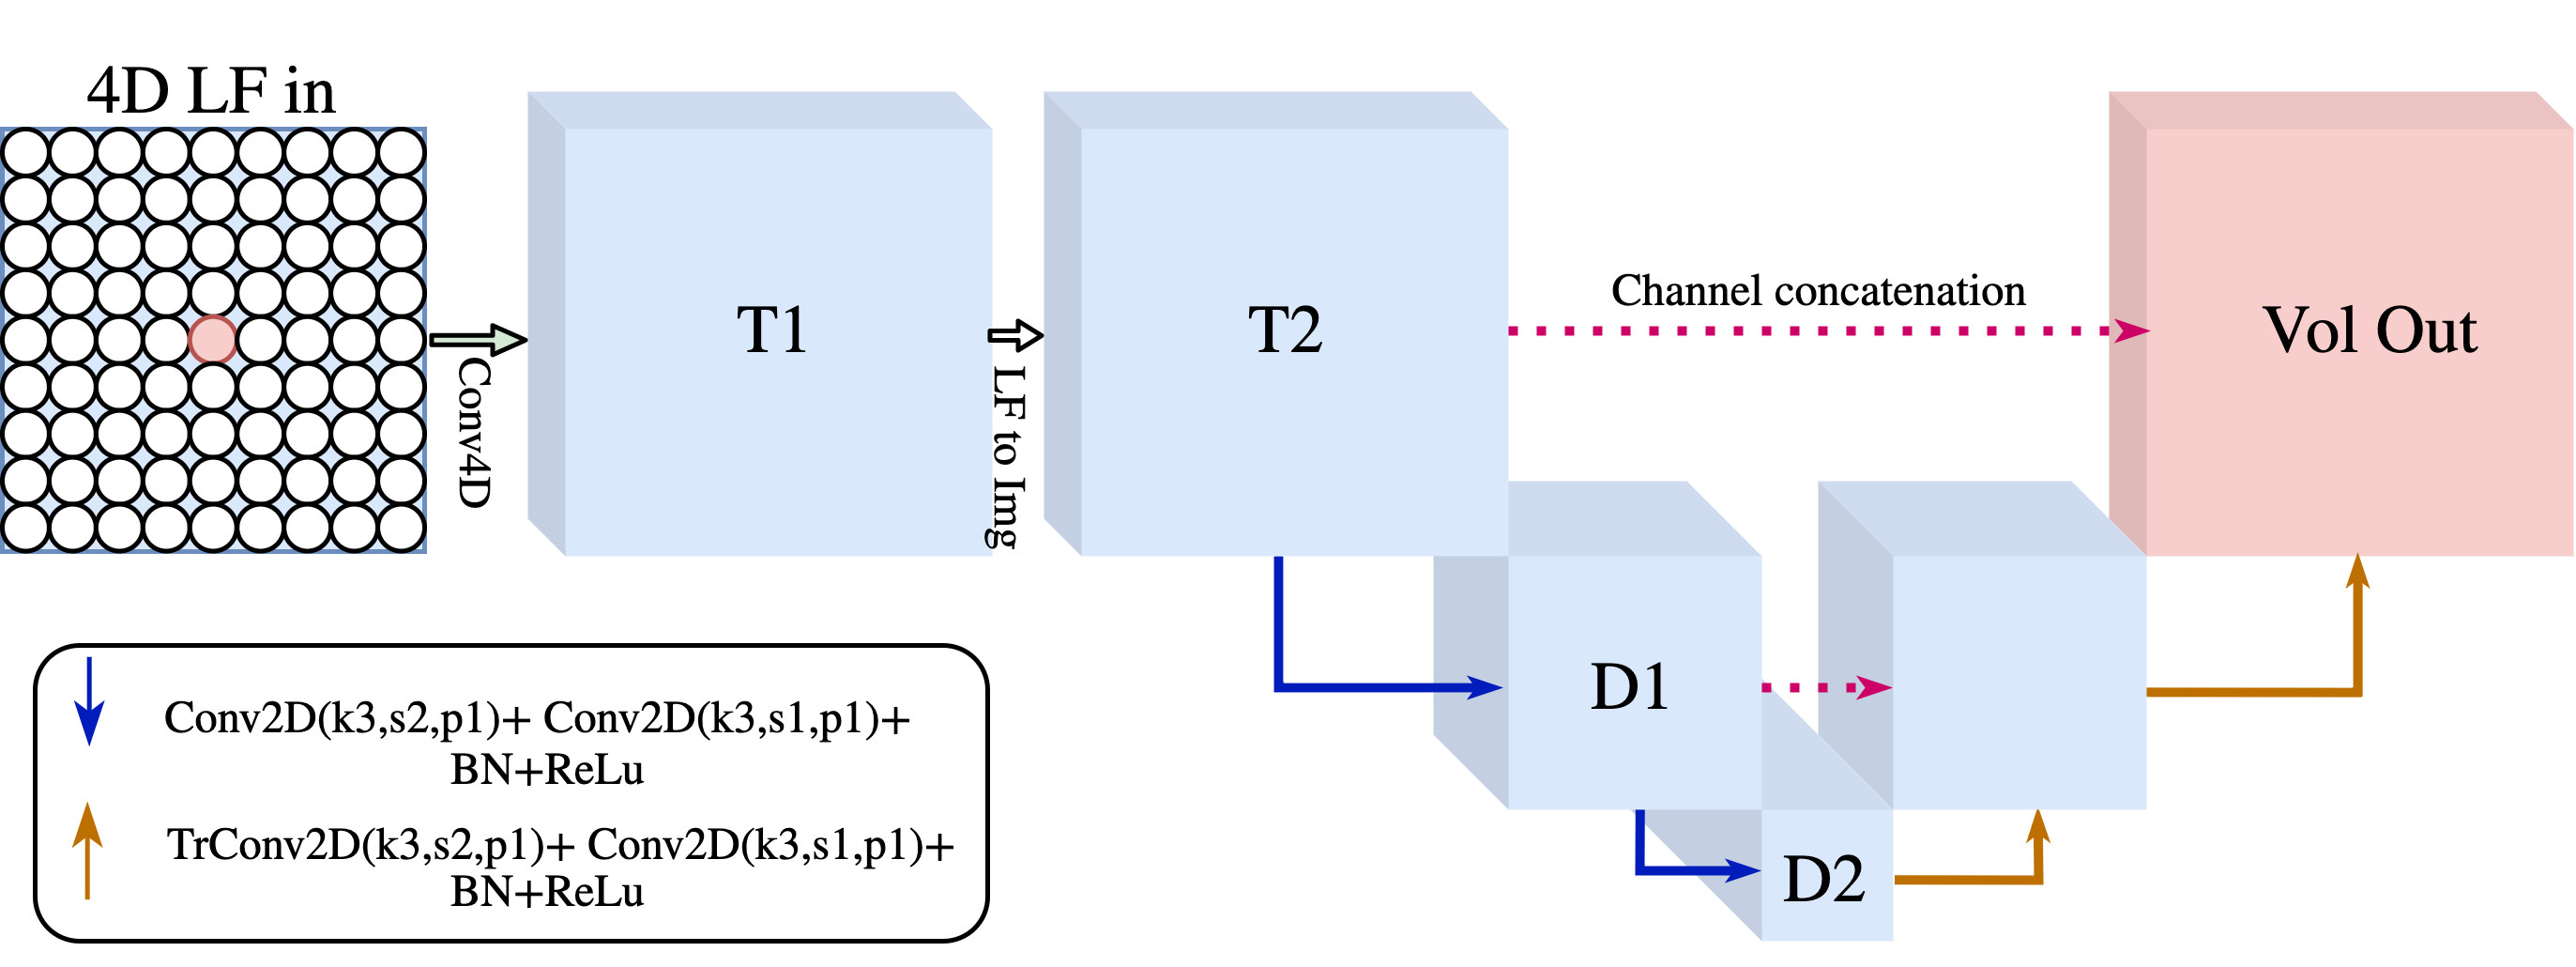 4D LF in
Conv4D
T1
LF to Img
T2
Channel concatenation
Vol Out
D1
D2
Conv2D(k3,s2,p1)+ Conv2D(k3,s1,p1)+
BN+ReLu
TrConv2D(k3,s2,p1)+ Conv2D(k3,s1,p1)+
BN+ReLu